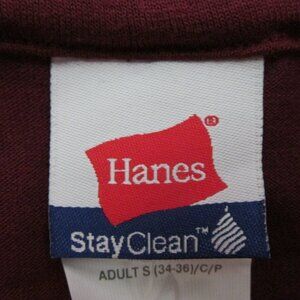 Hanes®
StayClean™
ADULT S (34-36)/C/P